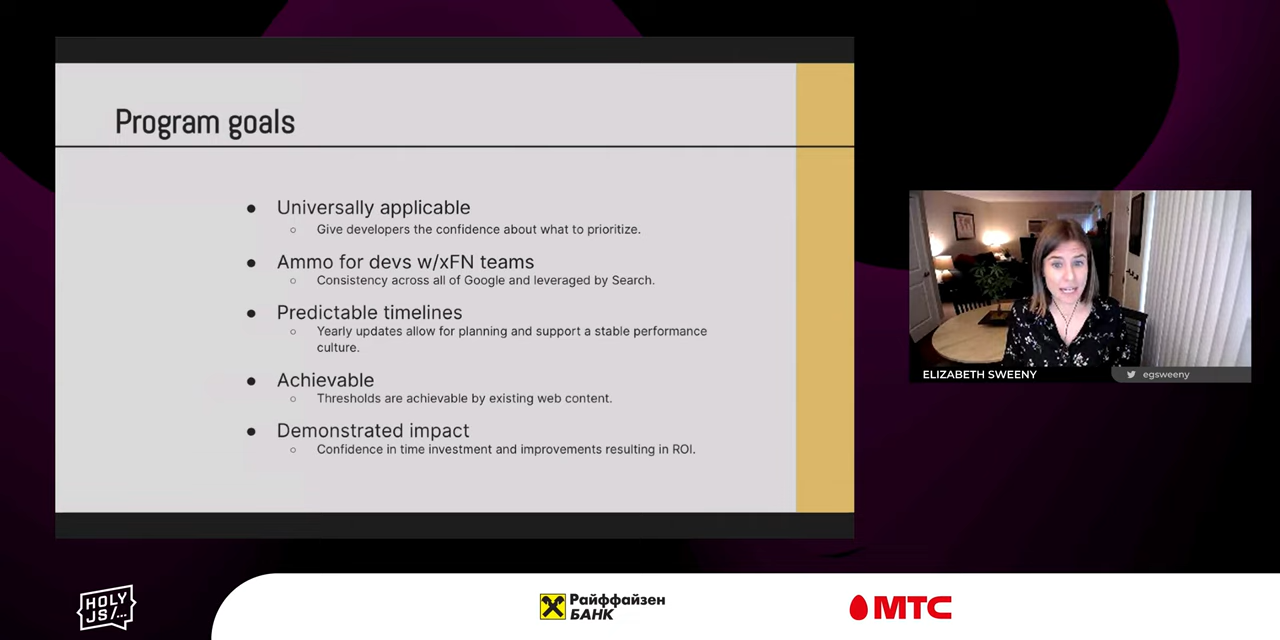 Program goals
Universally applicable
Give developers the confidence about what to prioritize.
Ammo for devs w/xFN teams
Consistency across all of Google and leveraged by Search.
Predictable timelines
Yearly updates allow for planning and support a stable performance
culture.
Achievable
Thresholds are achievable by existing web content.
Demonstrated impact
Confidence in time investment and improvements resulting in ROI.
ELIZABETH SWEENY
egsweeny
HOLY
JS/...
Райффайзен
БАНК
МТС